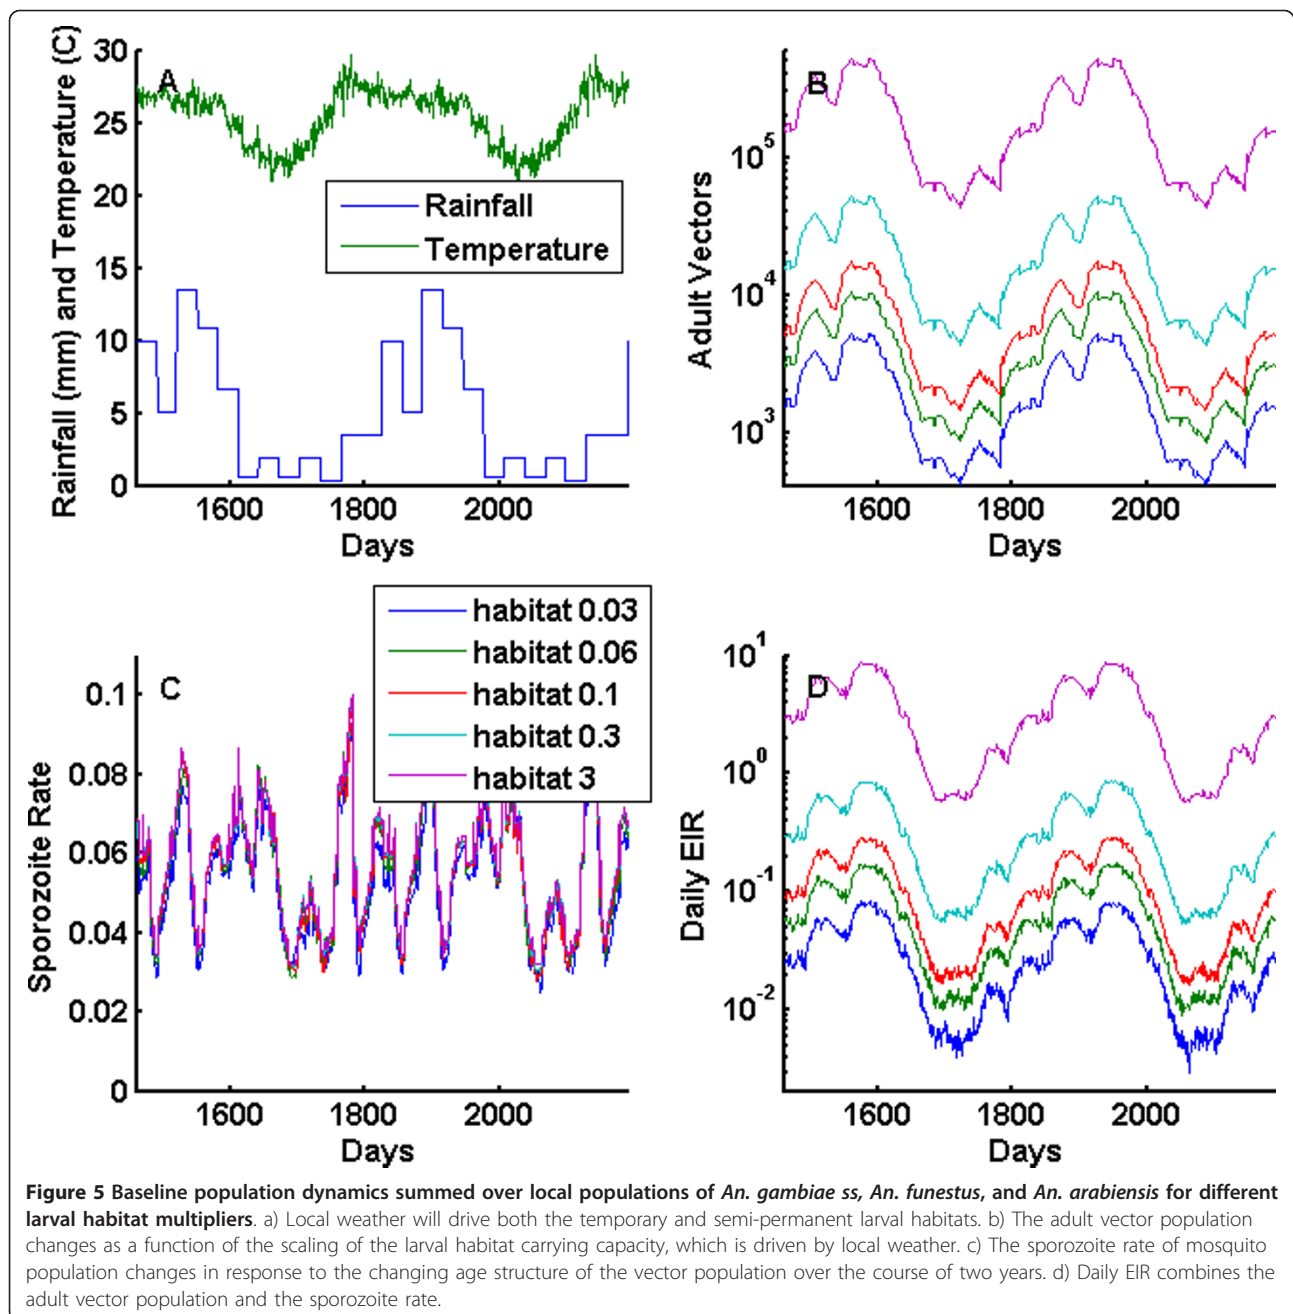 Rainfall (mm) and Temperature (C)
30
25
20
15
10
5
0
A
Rainfall
Temperature
1600
1800
2000
Days
Adult Vectors
10^5
10^4
10^3
B
1600
1800
2000
Days
Sporozoite Rate
0.1
0.08
0.06
0.04
0.02
0
C
habitat 0.03
habitat 0.06
habitat 0.1
habitat 0.3
habitat 3
1600
1800
2000
Days
Daily EIR
10^1
10^0
10^-1
10^-2
D
1600
1800
2000
Days
Figure 5 Baseline population dynamics summed over local populations of An. gambiae ss, An. funestus, and An. arabiensis for different
larval habitat multipliers. a) Local weather will drive both the temporary and semi-permanent larval habitats. b) The adult vector population
changes as a function of the scaling of the larval habitat carrying capacity, which is driven by local weather. c) The sporozoite rate of mosquito
population changes in response to the changing age structure of the vector population over the course of two years. d) Daily EIR combines the
adult vector population and the sporozoite rate.